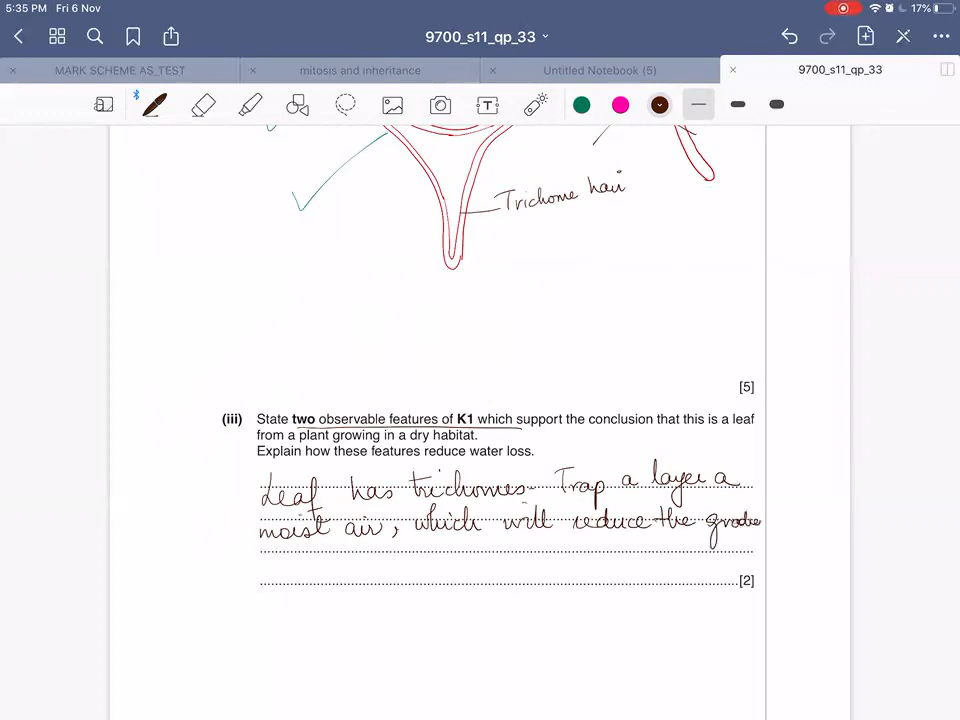 5:35 PM Fri 6 Nov
17%
9700_s11_qp_33
MARK SCHEME AS_TEST
mitosis and inheritance
Untitled Notebook (5)
9700_s11_qp_33
Trichome hair
[5]
(iii) State two observable features of K1 which support the conclusion that this is a leaf
from a plant growing in a dry habitat.
Explain how these features reduce water loss.
Leaf has trichomes. Trap a layer a
moist air, which will reduce the
[2]